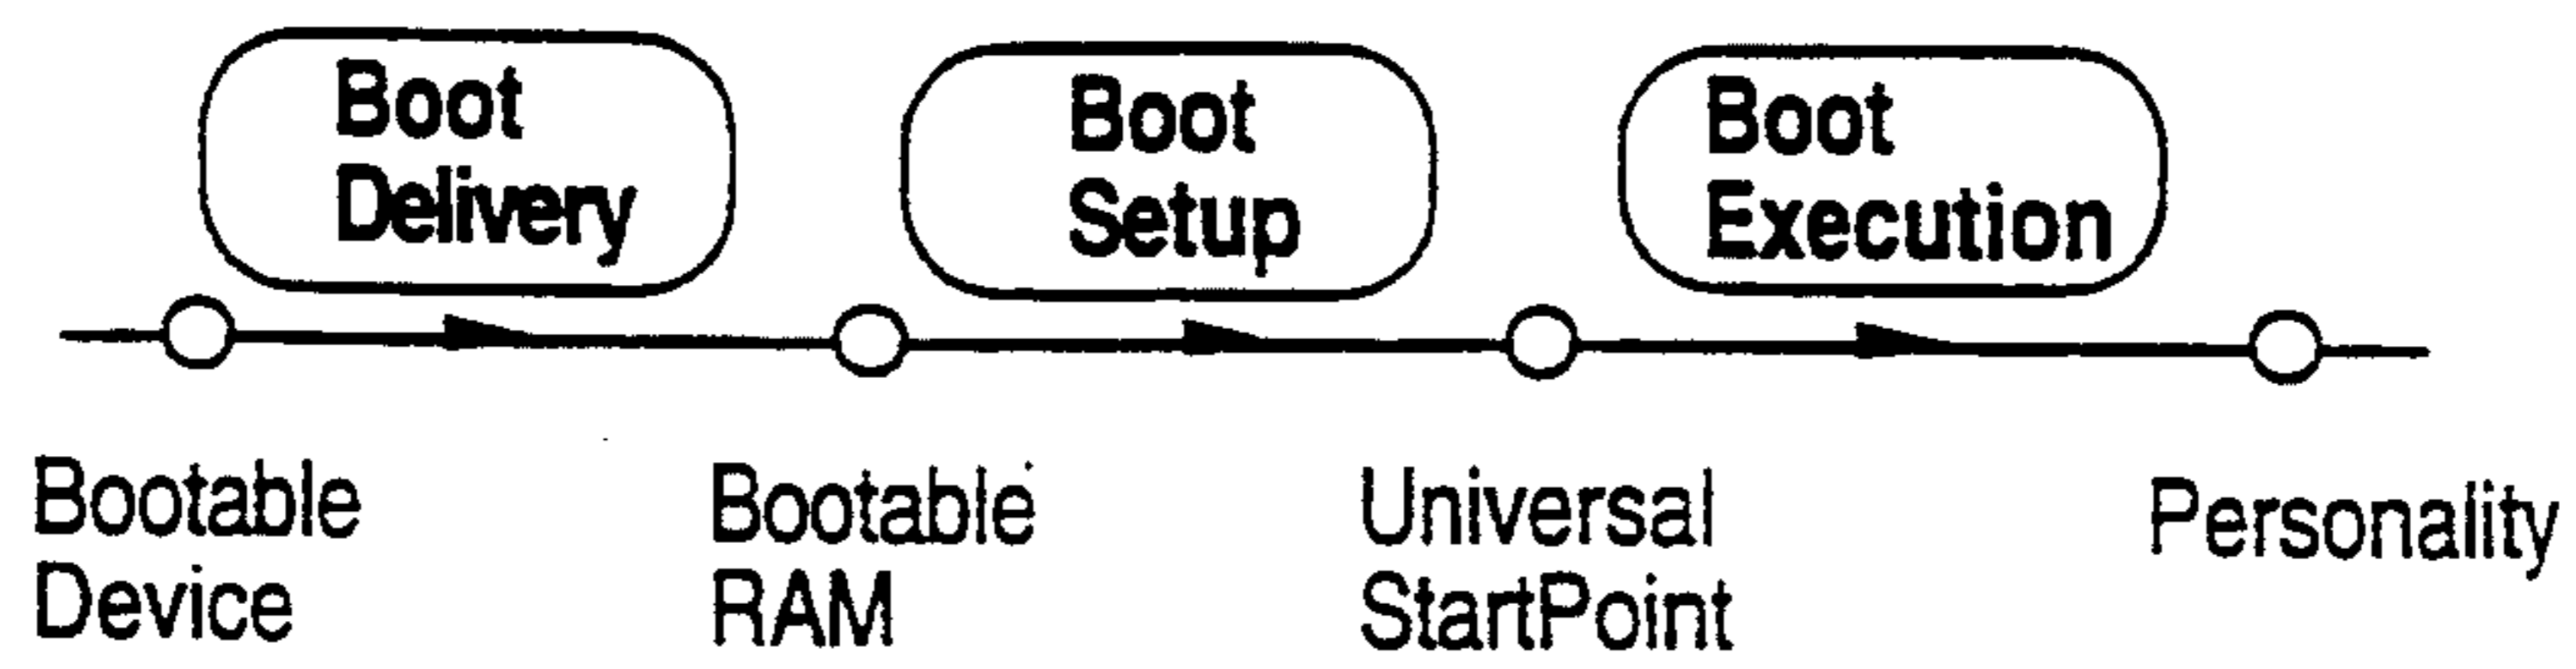 Boot
Delivery
Boot
Setup
Boot
Execution
Bootable
Device
Bootable
RAM
Universal
StartPoint
Personality